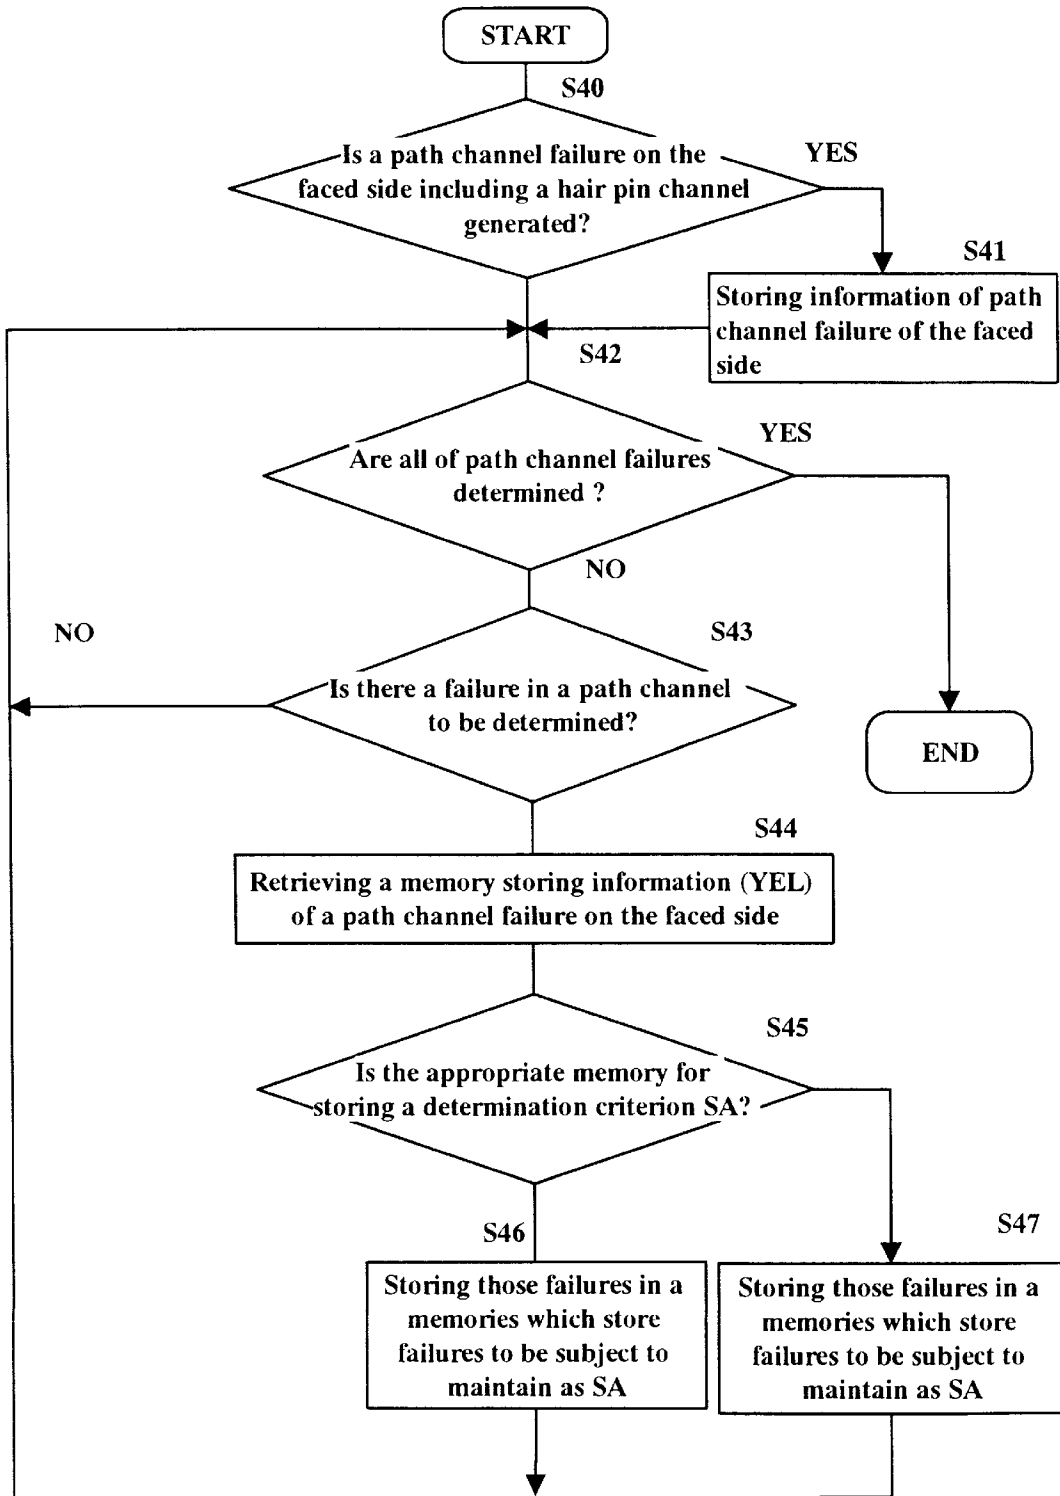 START
S40
Is a path channel failure on the
faced side including a hair pin channel
generated?
YES
S41
Storing information of path
channel failure of the faced
side
S42
Are all of path channel failures
determined ?
YES
NO
NO
S43
Is there a failure in a path channel
to be determined?
END
S44
Retrieving a memory storing information (YEL)
of a path channel failure on the faced side
S45
Is the appropriate memory for
storing a determination criterion SA?
S46
Storing those failures in a
memories which store
failures to be subject to
maintain as SA
S47
Storing those failures in a
memories which store
failures to be subject to
maintain as SA